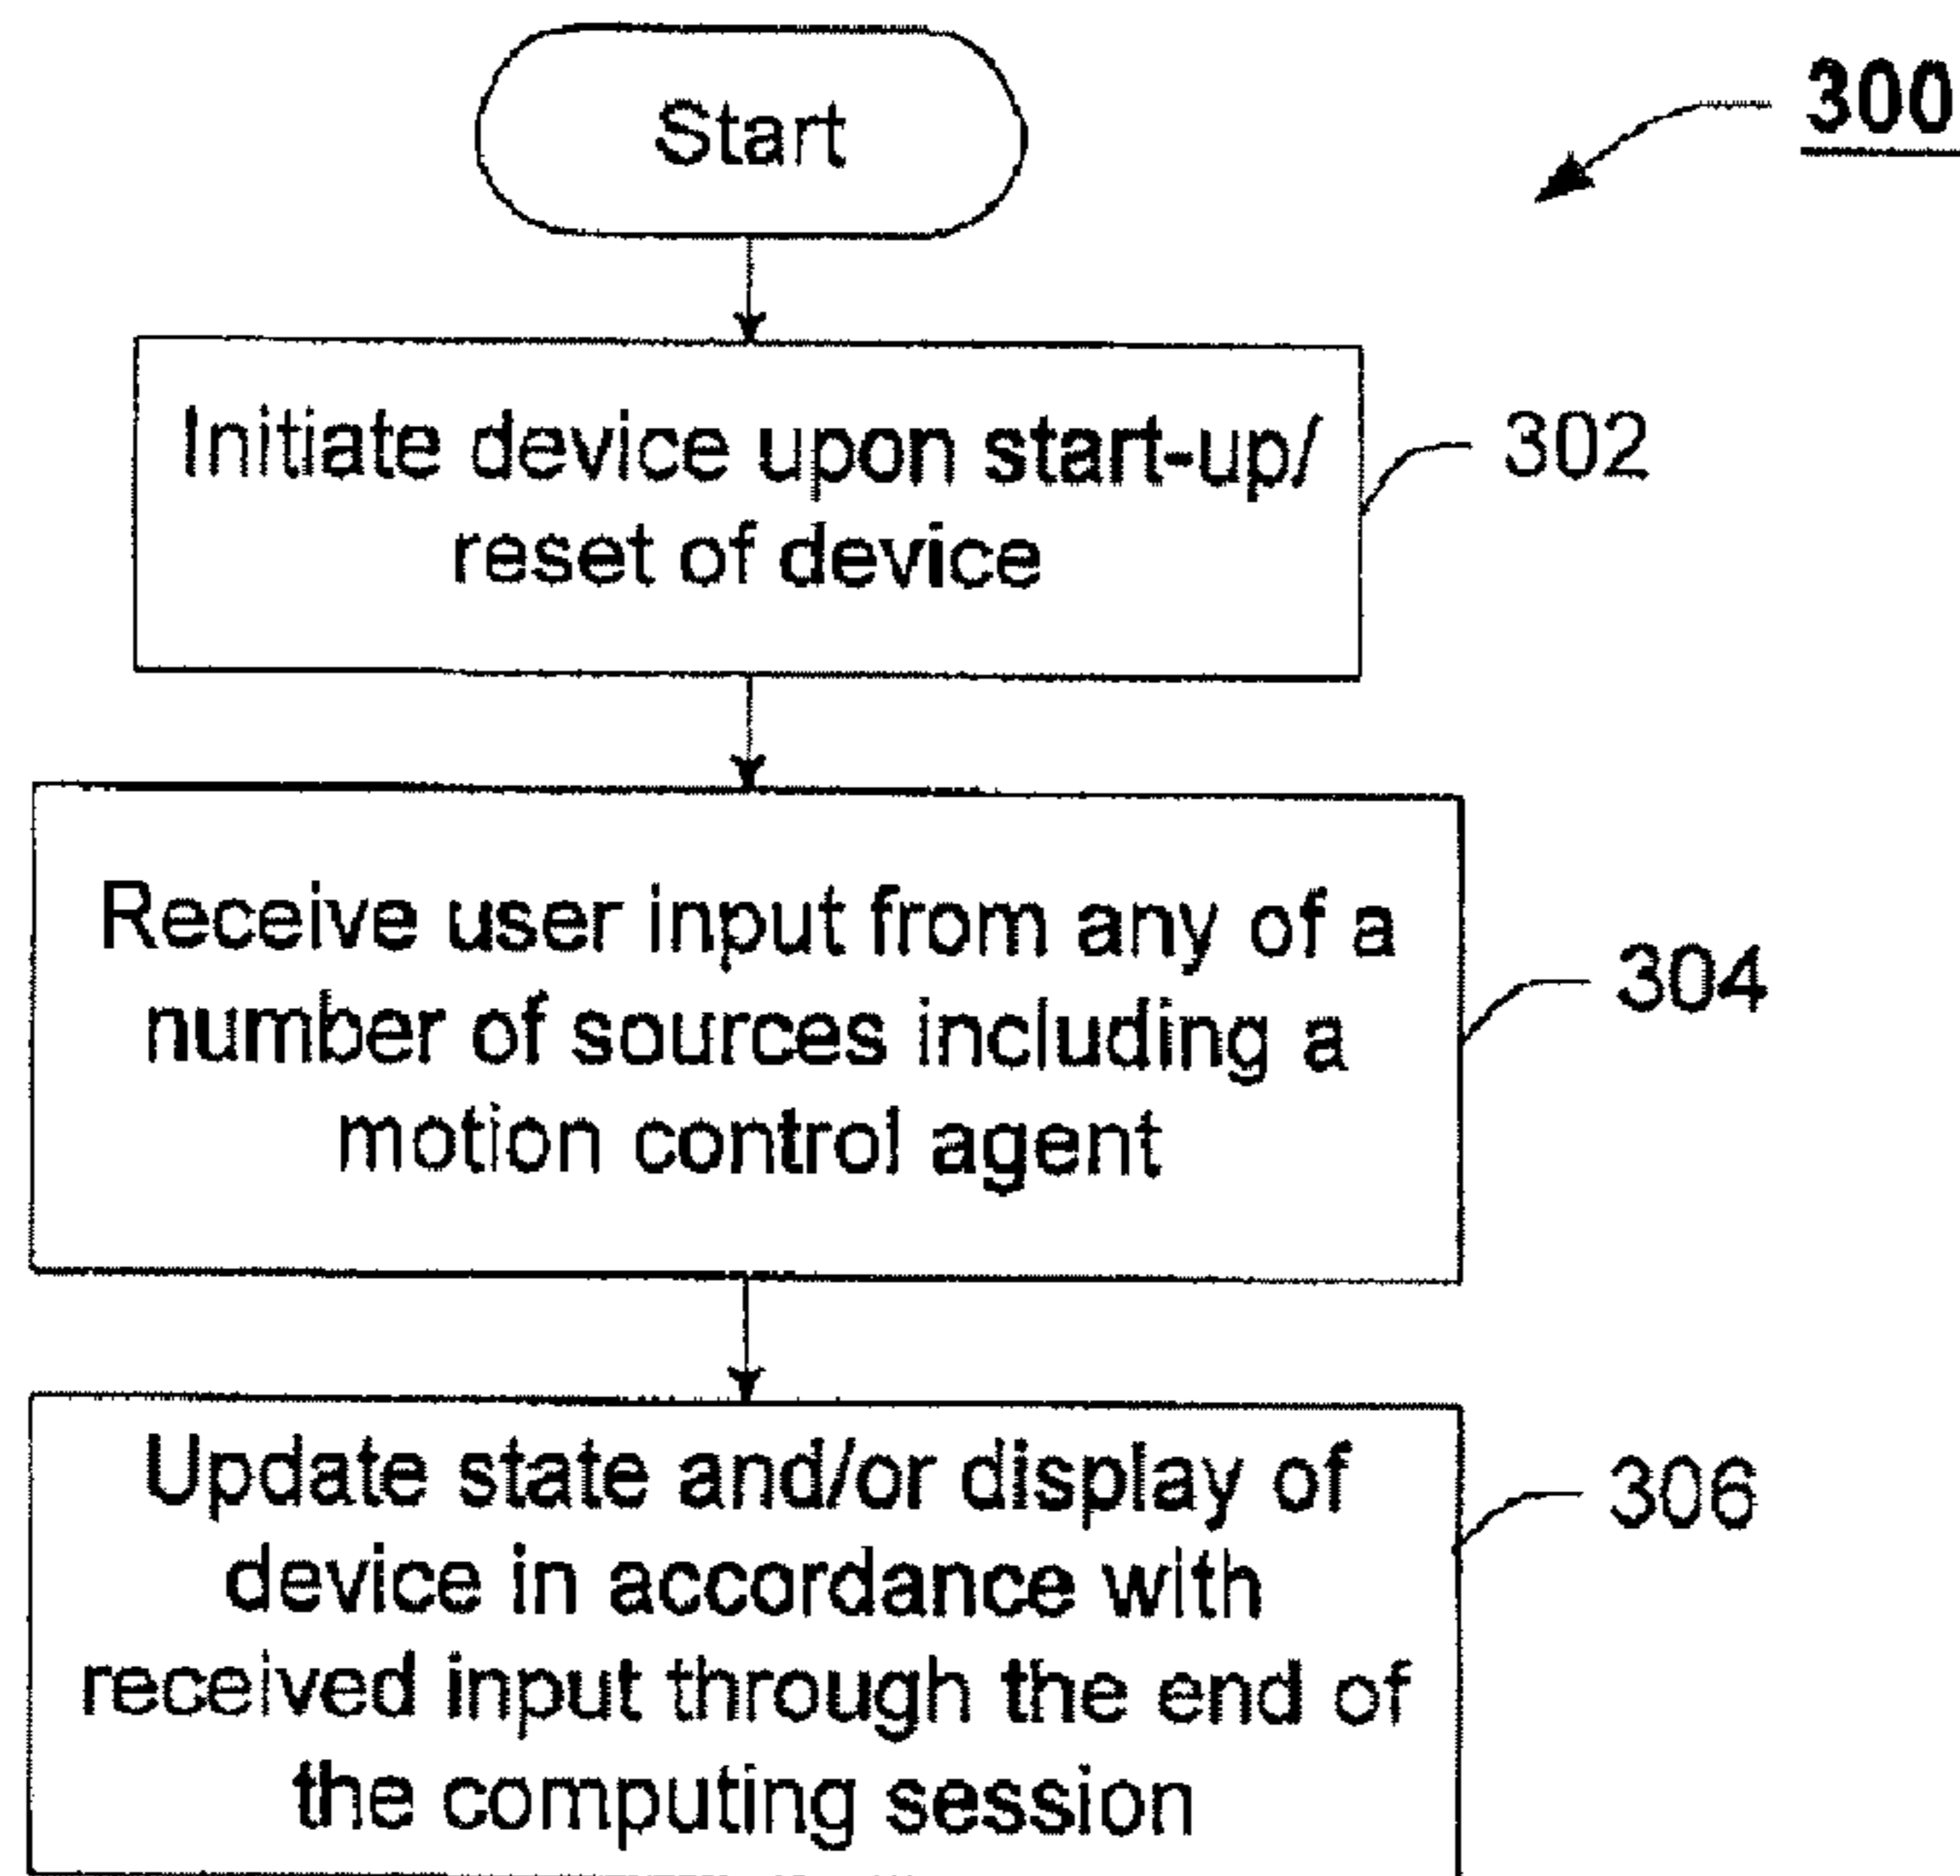 Start
300
Initiate device upon start-up/
reset of device
302
Receive user input from any of a
number of sources including a
motion control agent
304
Update state and/or display of
device in accordance with
received input through the end of
the computing session
306